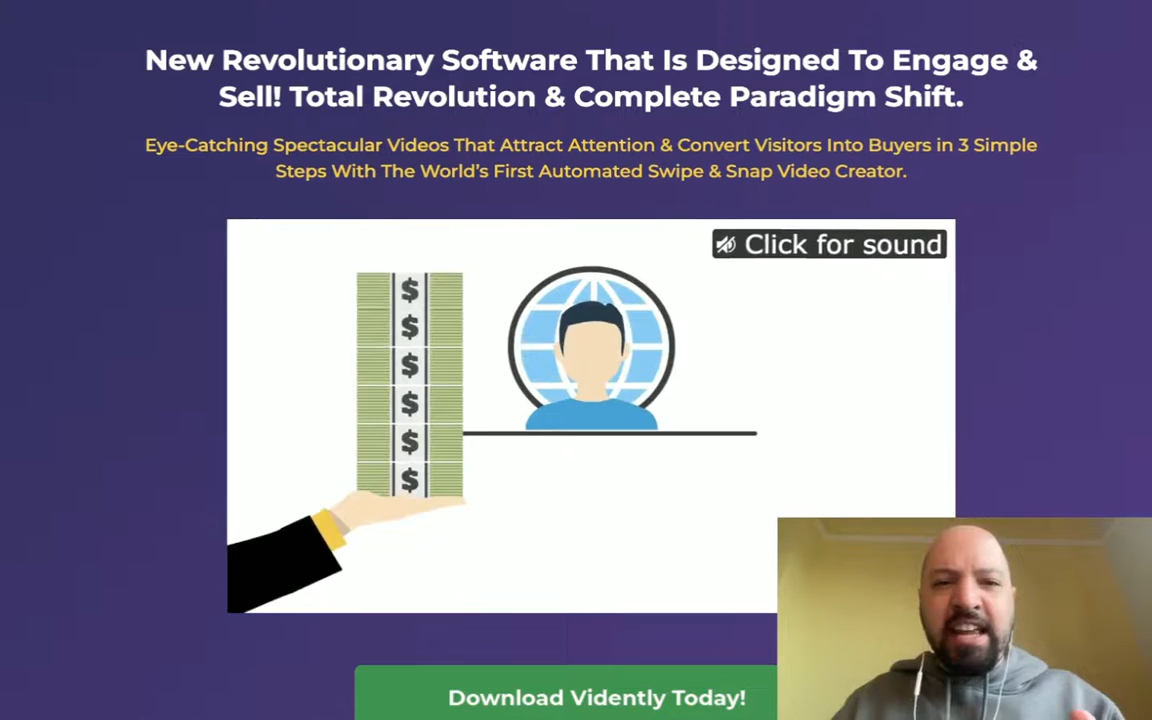 New Revolutionary Software That Is Designed To Engage &
Sell! Total Revolution & Complete Paradigm Shift.
Eye-Catching Spectacular Videos That Attract Attention & Convert Visitors Into Buyers in 3 Simple
Steps With The World’s First Automated Swipe & Snap Video Creator.
Click for sound
$
$
$
$
$
$
Download Vidently Today!